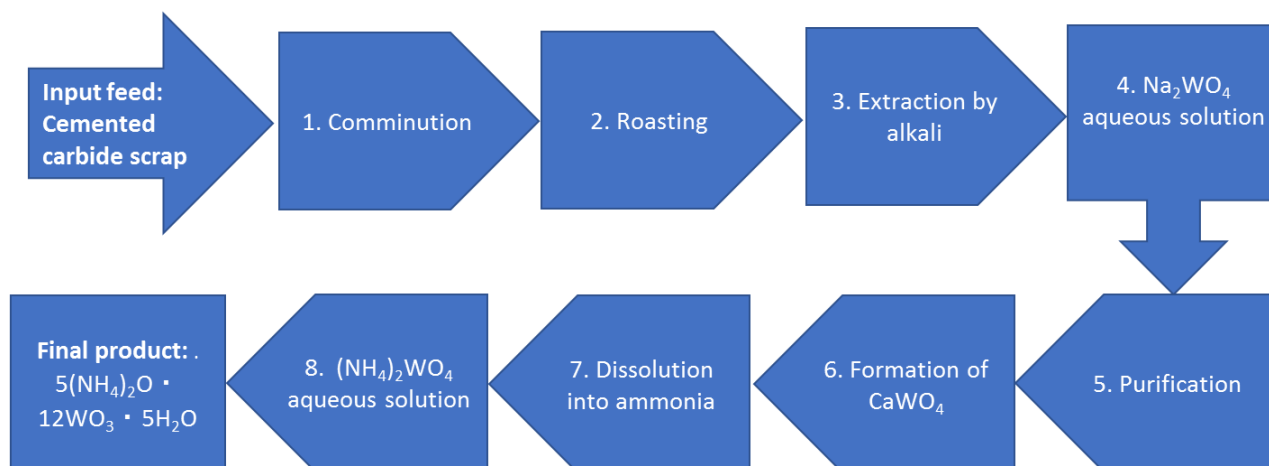 Input feed:
Cemented
carbide scrap
1. Comminution
2. Roasting
3. Extraction by
alkali
4. Na₂WO₄
aqueous solution
5. Purification
6. Formation of
CaWO₄
7. Dissolution
into ammonia
8. (NH₄)₂WO₄
aqueous solution
Final product: .
5(NH₄)₂O・
12WO₃・5H₂O